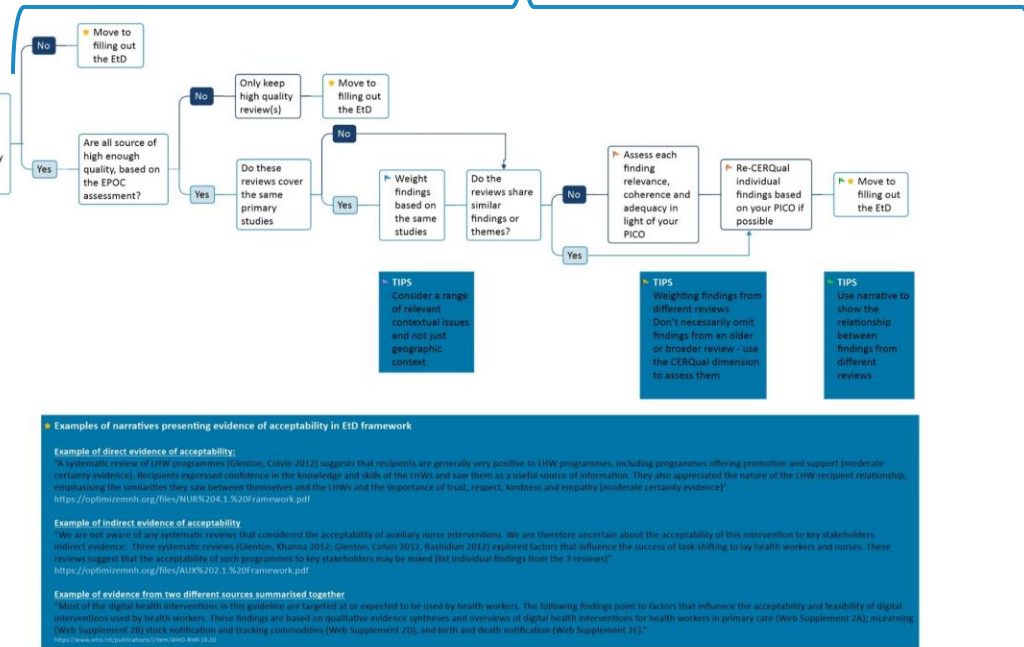 No
Move to
filling out
the EtD
y
Yes
Are all source of
high enough
quality, based on
the EPOC
assessment?
No
Only keep
high quality
review(s)
Move to
filling out
the EtD
Yes
Do these
reviews cover
the same
primary
studies
No
Yes
Weight
findings
based on
the same
studies
Do the
reviews share
similar
findings or
themes?
No
Yes
Assess each
finding
relevance,
coherence and
adequacy in
light of your
PICO
Re-CERQual
individual
findings based
on your PICO if
possible
Move to
filling out
the EtD
TIPS
Consider a range
of relevant
contextual issues
and not just
geographic
context
TIPS
Weighting findings from
different reviews
Don't necessarily omit
findings from an older
or broader review - use
the CERQual dimension
to assess them
TIPS
Use narrative to
show the
relationship
between
findings from
different
reviews
Examples of narratives presenting evidence of acceptability in EtD framework
Example of direct evidence of acceptability:
"A systematic review of LHW programmes (Glenton, Colvin 2012) suggests that recipients are generally very positive to LHW programmes, including programmes offering promotion and support (moderate
certainty evidence). Recipients expressed confidence in the knowledge and skills of the LHWs and saw them as a useful source of information. They also appreciated the nature of the LHW-recipient relationship,
emphasising the similarities they saw between themselves and the LHWs and the importance of trust, respect, kindness and empathy (moderate certainty evidence)"
https://optimizemnh.org/files/NUR%204.1.%20Framework.pdf
Example of indirect evidence of acceptability
"We are not aware of any systematic reviews that considered the acceptability of auxiliary nurse interventions. We are therefore uncertain about the acceptability of this intervention to key stakeholders.
Indirect evidence: Three systematic reviews (Glenton, Khanna 2012; Glenton, Colvin 2012, Rashidian 2012) explored factors that influence the success of task-shifting to lay health workers and nurses. These
reviews suggest that the acceptability of such programmes to key stakeholders may be mixed (list individual findings from the 3 reviews)"
https://optimizemnh.org/files/AUX%202.1.%20Framework.pdf
Example of evidence from two different sources summarised together
"Most of the digital health interventions in this guideline are targeted at or expected to be used by health workers. The following findings point to factors that influence the acceptability and feasibility of digital
interventions used by health workers. These findings are based on qualitative evidence syntheses and overviews of digital health interventions for health workers in primary care (Web Supplement 2A); mLearning
(Web Supplement 2B) stock notification and tracking commodities (Web Supplement 2D), and birth and death notification (Web Supplement 2E)."
https://www.who.int/publications/i/item/WHO-RHR-19.10